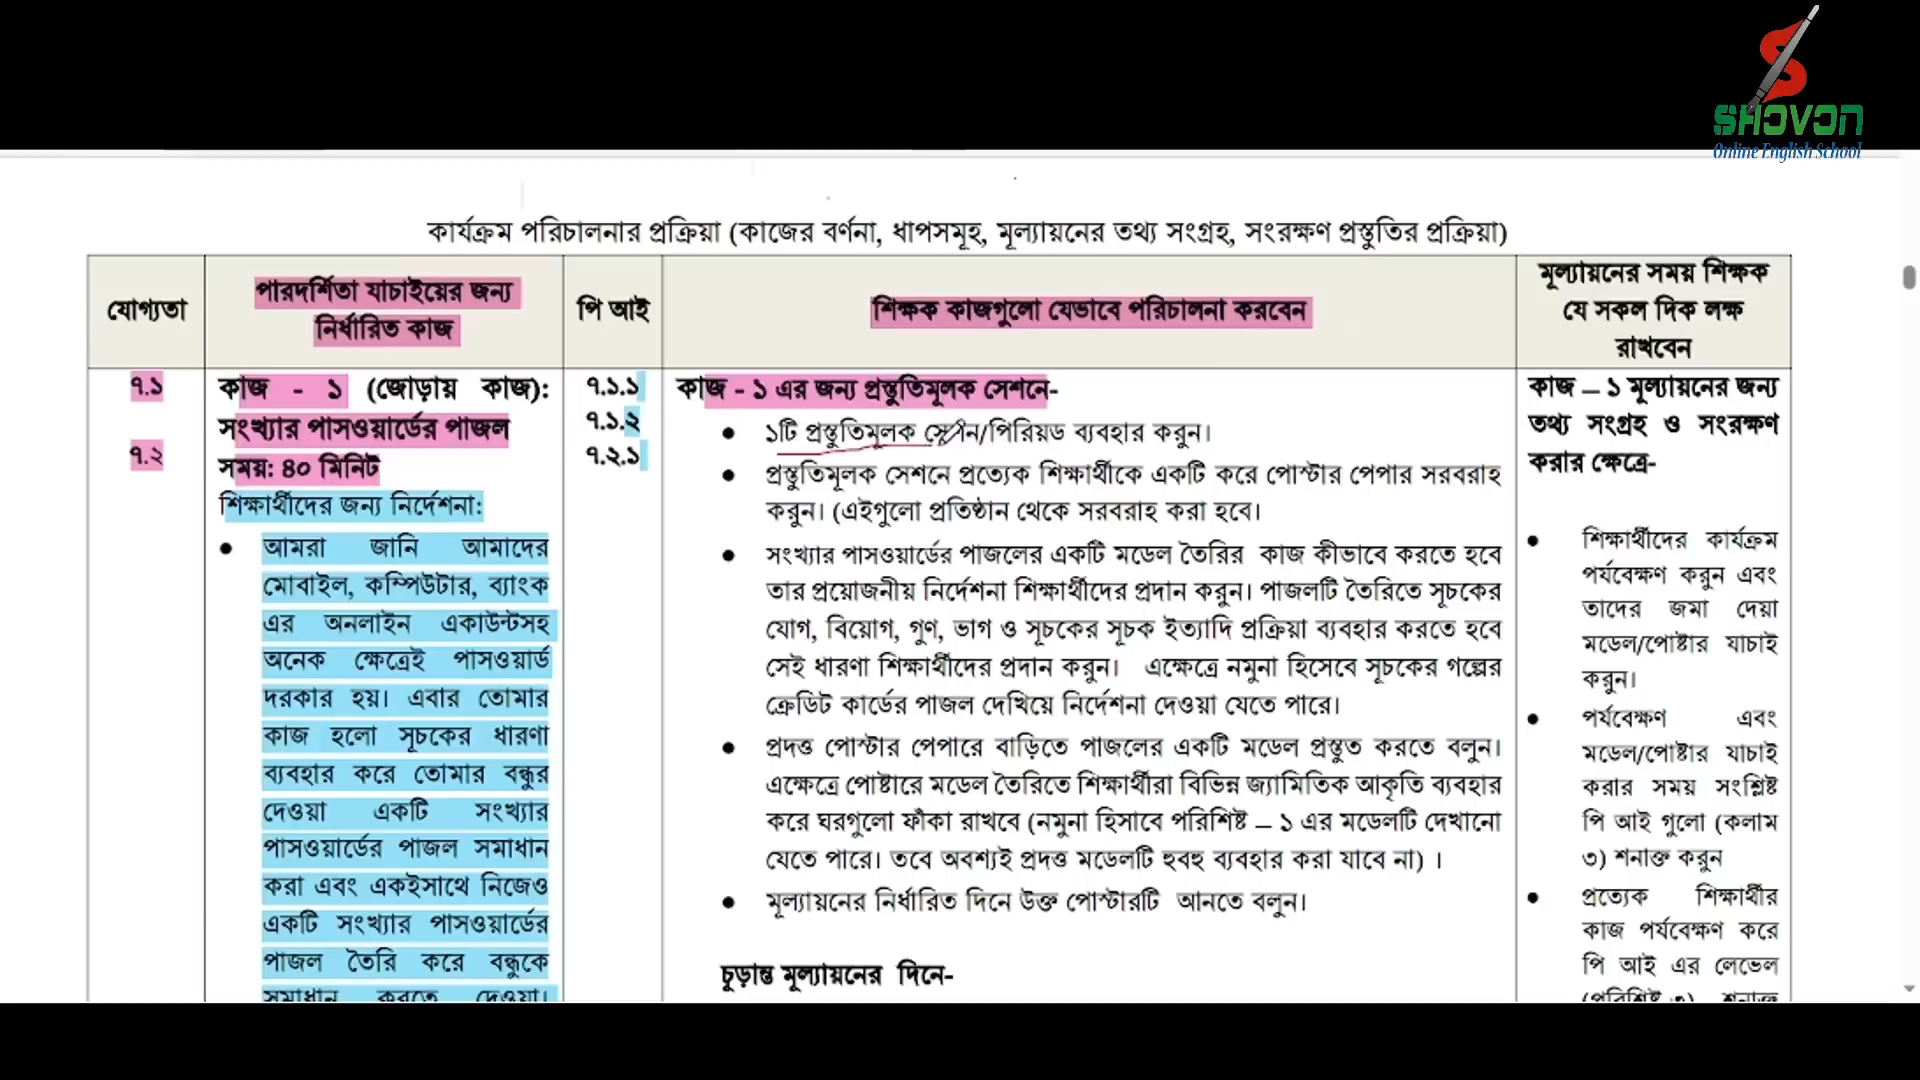 SHOVON
Online English School
কার্যক্রম পরিচালনার প্রক্রিয়া (কাজের বর্ণনা, ধাপসমূহ, মূল্যায়নের তথ্য সংগ্রহ, সংরক্ষণ প্রস্তুতির প্রক্রিয়া)
যোগ্যতা
পারদর্শিতা যাচাইয়ের জন্য
নির্ধারিত কাজ
পি আই
শিক্ষক কাজগুলো যেভাবে পরিচালনা করবেন
মূল্যায়নের সময় শিক্ষক
যে সকল দিক লক্ষ
রাখবেন
৭.১
৭.২
কাজ - ১ (জোড়ায় কাজ):
সংখ্যার পাসওয়ার্ডের পাজল
সময়: ৪০ মিনিট
শিক্ষার্থীদের জন্য নির্দেশনা:
● আমরা জানি আমাদের
মোবাইল, কম্পিউটার, ব্যাংক
এর অনলাইন একাউন্টসহ
অনেক ক্ষেত্রেই পাসওয়ার্ড
দরকার হয়। এবার তোমার
কাজ হলো সূচকের ধারণা
ব্যবহার করে তোমার বন্ধুর
দেওয়া একটি সংখ্যার
পাসওয়ার্ডের পাজল সমাধান
করা এবং একইসাথে নিজেও
একটি সংখ্যার পাসওয়ার্ডের
পাজল তৈরি করে বন্ধুকে
সমাধান করতে দেওয়া।
৭.১.১
৭.১.২
৭.২.১
কাজ - ১ এর জন্য প্রস্তুতিমূলক সেশনে-
● ১টি প্রস্তুতিমূলক সেশন/পিরিয়ড ব্যবহার করুন।
● প্রস্তুতিমূলক সেশনে প্রত্যেক শিক্ষার্থীকে একটি করে পোস্টার পেপার সরবরাহ
করুন। (এইগুলো প্রতিষ্ঠান থেকে সরবরাহ করা হবে।
● সংখ্যার পাসওয়ার্ডের পাজলের একটি মডেল তৈরির কাজ কীভাবে করতে হবে
তার প্রয়োজনীয় নির্দেশনা শিক্ষার্থীদের প্রদান করুন। পাজলটি তৈরিতে সূচকের
যোগ, বিয়োগ, গুণ, ভাগ ও সূচকের সূচক ইত্যাদি প্রক্রিয়া ব্যবহার করতে হবে
সেই ধারণা শিক্ষার্থীদের প্রদান করুন। এক্ষেত্রে নমুনা হিসেবে সূচকের গল্পের
ক্রেডিট কার্ডের পাজল দেখিয়ে নির্দেশনা দেওয়া যেতে পারে।
● প্রদত্ত পোস্টার পেপারে বাড়িতে পাজলের একটি মডেল প্রস্তুত করতে বলুন।
এক্ষেত্রে পোষ্টারে মডেল তৈরিতে শিক্ষার্থীরা বিভিন্ন জ্যামিতিক আকৃতি ব্যবহার
করে ঘরগুলো ফাঁকা রাখবে (নমুনা হিসাবে পরিশিষ্ট – ১ এর মডেলটি দেখানো
যেতে পারে। তবে অবশ্যই প্রদত্ত মডেলটি হুবহু ব্যবহার করা যাবে না) ।
● মূল্যায়নের নির্ধারিত দিনে উক্ত পোস্টারটি আনতে বলুন।
চূড়ান্ত মূল্যায়নের দিনে-
কাজ – ১ মূল্যায়নের জন্য
তথ্য সংগ্রহ ও সংরক্ষণ
করার ক্ষেত্রে-
● শিক্ষার্থীদের কার্যক্রম
পর্যবেক্ষণ করুন এবং
তাদের জমা দেয়া
মডেল/পোষ্টার যাচাই
করুন।
● পর্যবেক্ষণ এবং
মডেল/পোষ্টার যাচাই
করার সময় সংশ্লিষ্ট
পি আই গুলো (কলাম
৩) শনাক্ত করুন
● প্রত্যেক শিক্ষার্থীর
কাজ পর্যবেক্ষণ করে
পি আই এর লেভেল
(পরিশিষ্ট ৩) শনাক্ত